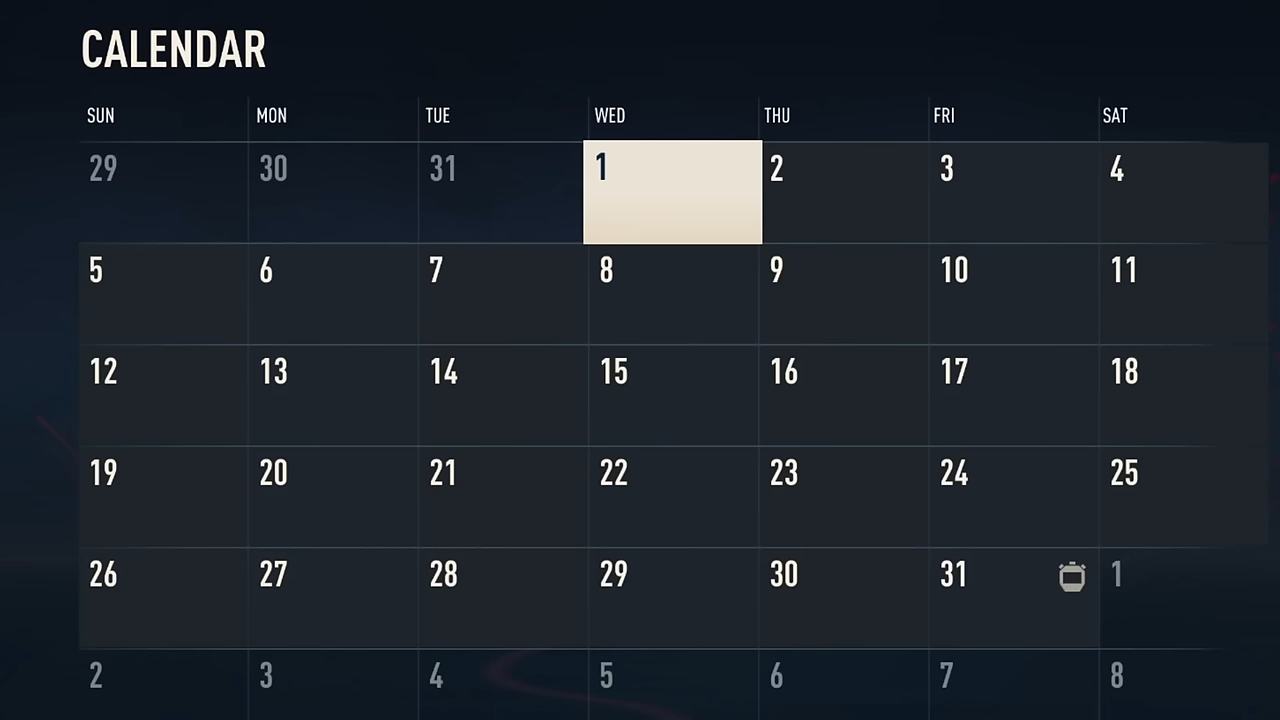 CALENDAR
SUN MON TUE WED THU FRI SAT
29 30 31 1 2 3 4
5 6 7 8 9 10 11
12 13 14 15 16 17 18
19 20 21 22 23 24 25
26 27 28 29 30 31 1
2 3 4 5 6 7 8